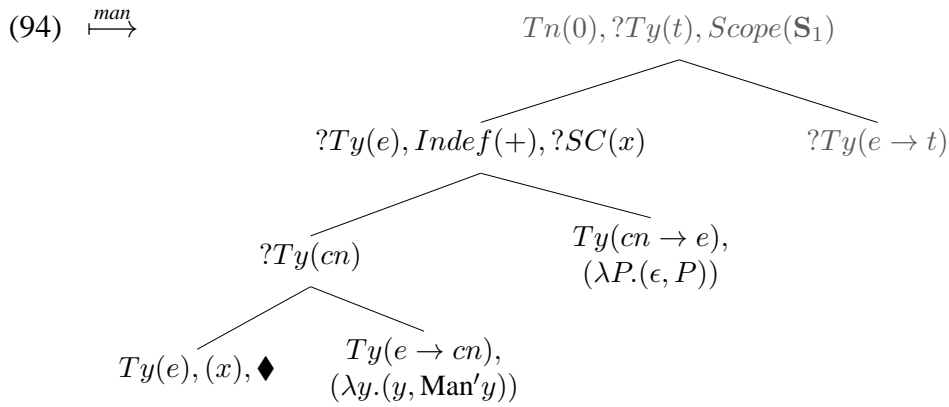 (94) man ⟼ Tn(0), ?Ty(t), Scope(S₁)
?Ty(e), Indef(+), ?SC(x) ?Ty(e → t)
?Ty(cn) Ty(cn → e),
(λP.(ϵ, P))
Ty(e), (x), ♦ Ty(e → cn),
(λy.(y, Man′y))